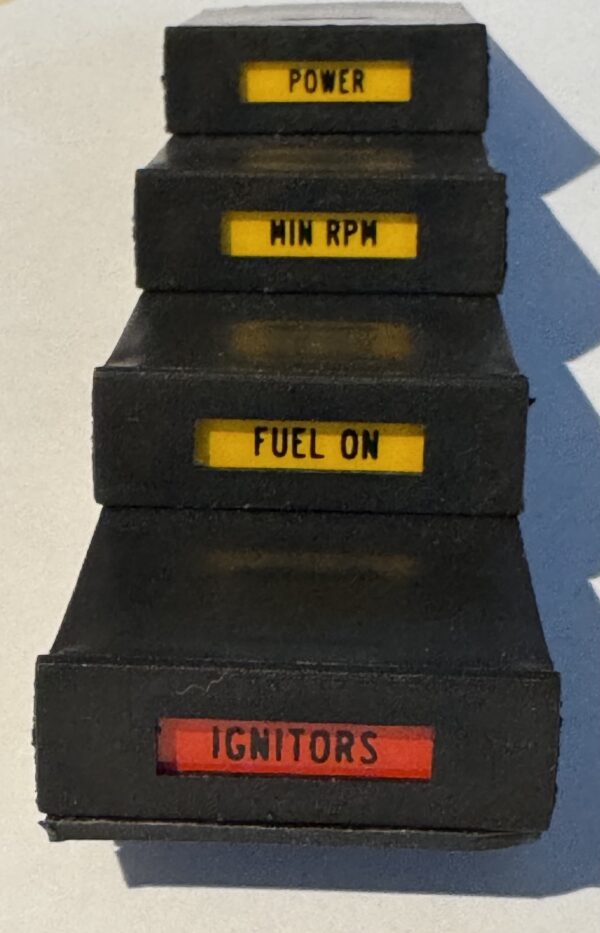 POWER
MIN RPM
FUEL ON
IGNITORS